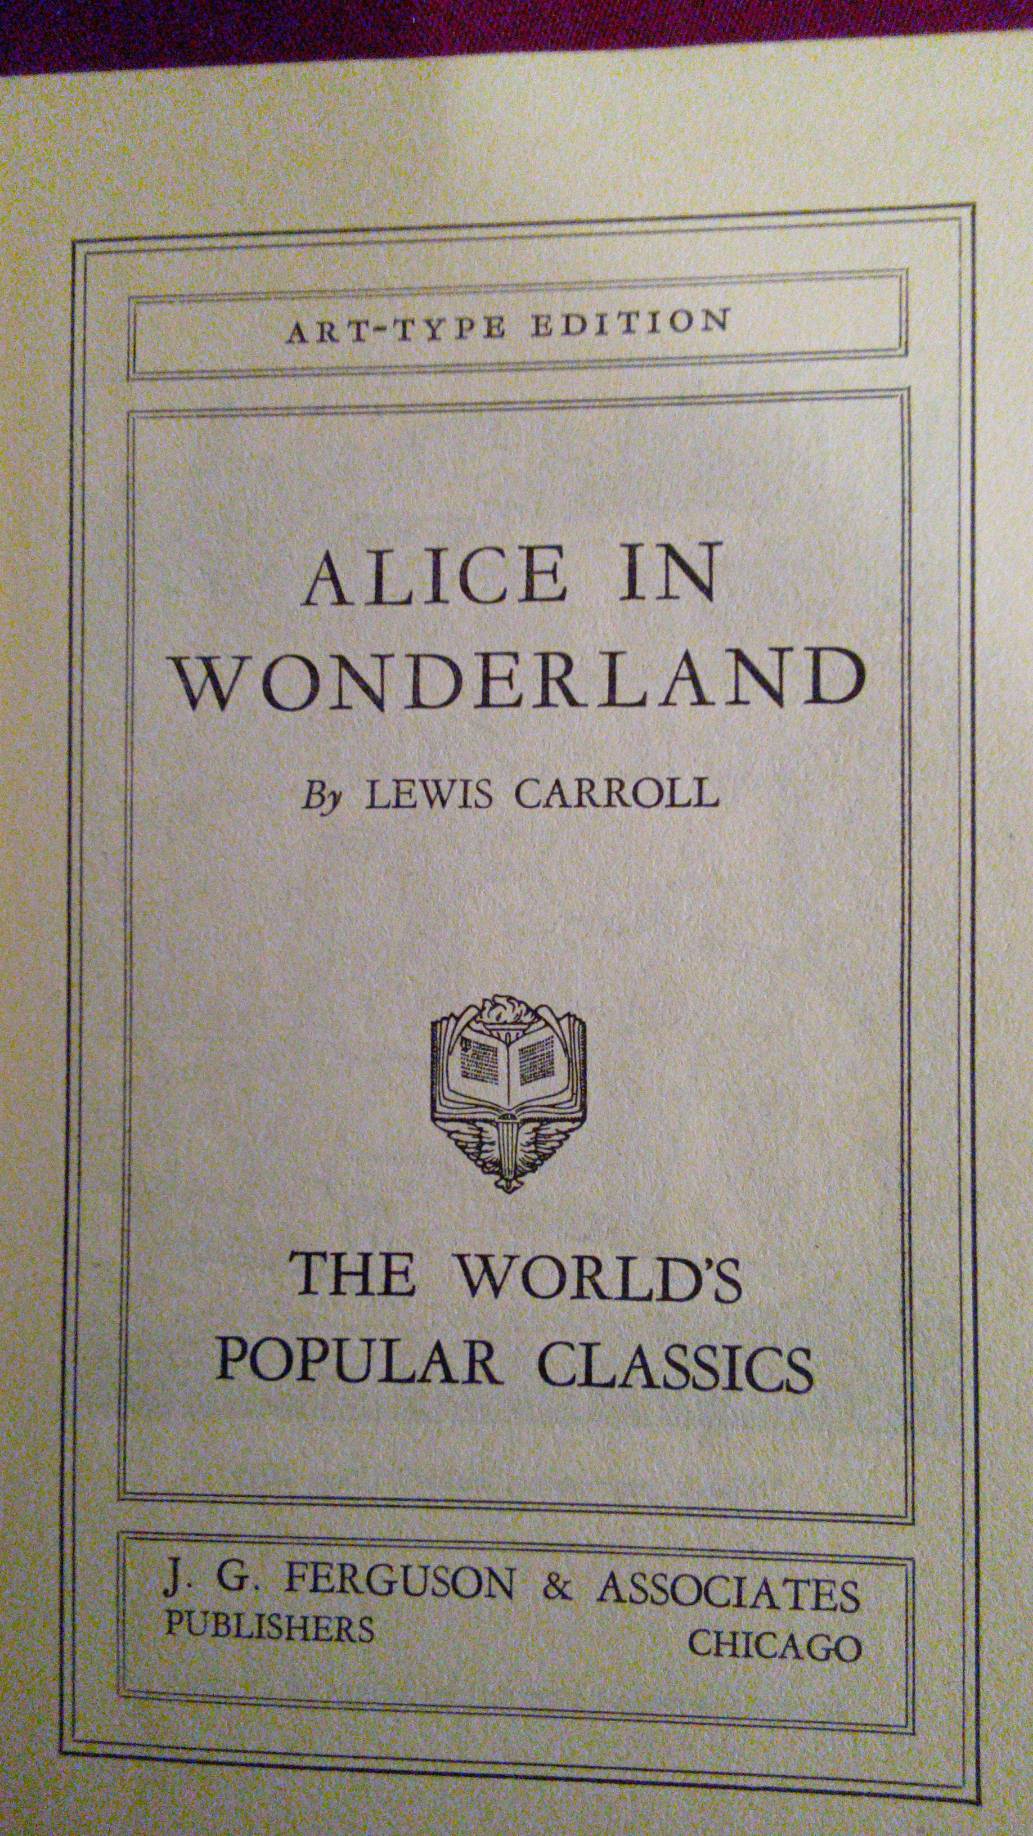 ART-TYPE EDITION
ALICE IN
WONDERLAND
By LEWIS CARROLL
THE WORLD'S
POPULAR CLASSICS
J. G. FERGUSON & ASSOCIATES
PUBLISHERS CHICAGO